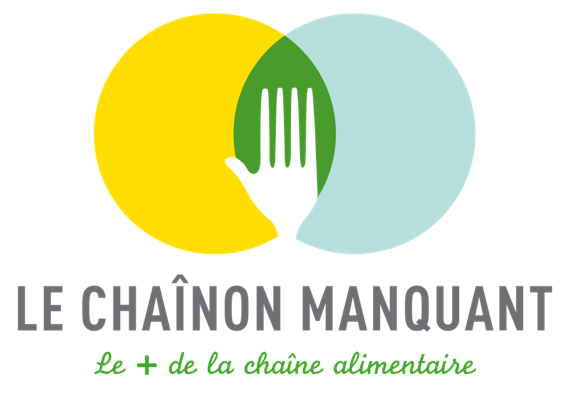 LE CHAÎNON MANQUANT
Le + de la chaîne alimentaire